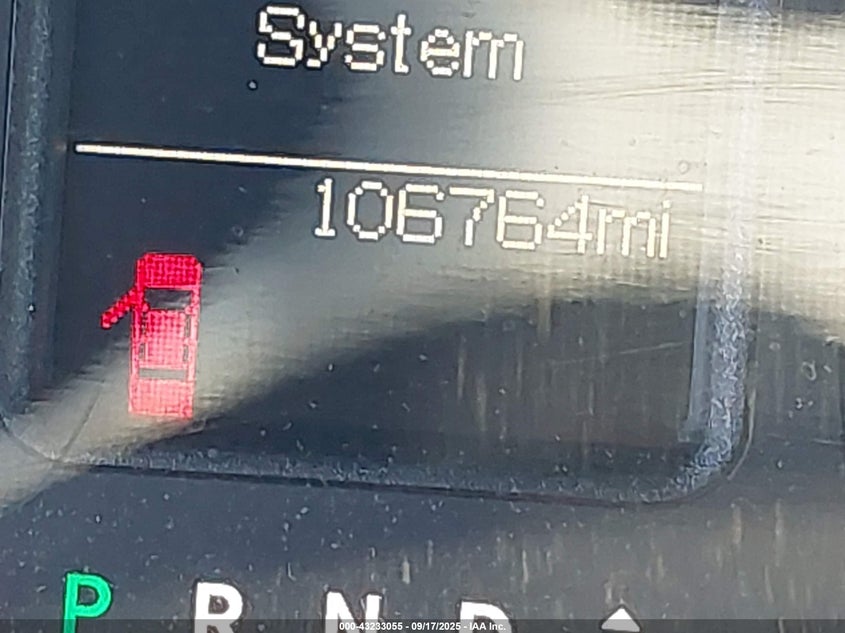 System
106764mi
P R N D
000-43233055 - 09/17/2025 - IAA Inc.